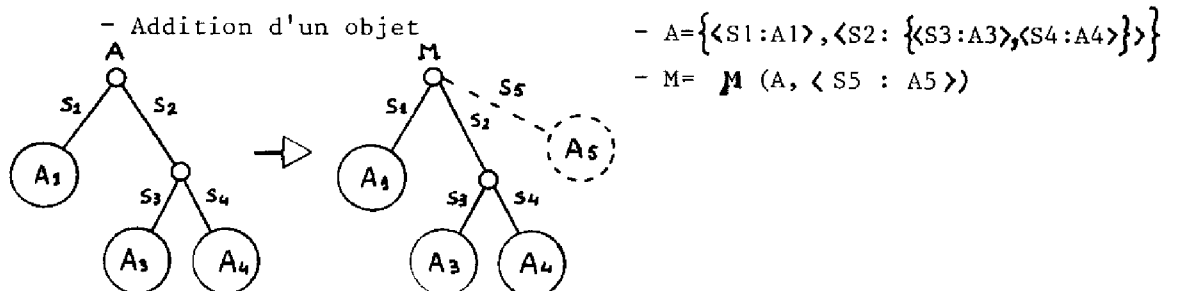 - Addition d'un objet
- A={<S1:A1>,<S2: {<S3:A3>,<S4:A4>}>}
- M= M (A, < S5 : A5 >)
A M
S1 S2 S1 S2 S5
A1 A1 A5
S3 S4 S3 S4
A3 A4 A3 A4